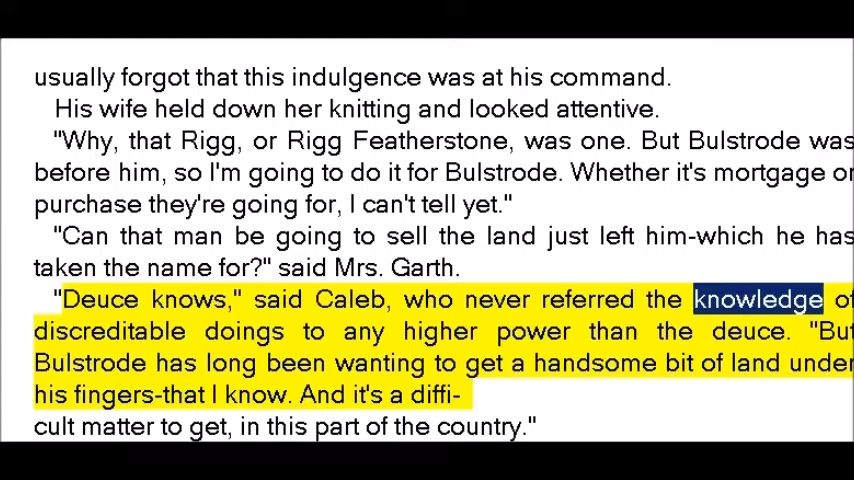 usually forgot that this indulgence was at his command.
His wife held down her knitting and looked attentive.
"Why, that Rigg, or Rigg Featherstone, was one. But Bulstrode was
before him, so I'm going to do it for Bulstrode. Whether it's mortgage or
purchase they're going for, I can't tell yet."
"Can that man be going to sell the land just left him-which he has
taken the name for?" said Mrs. Garth.
"Deuce knows," said Caleb, who never referred the knowledge of
discreditable doings to any higher power than the deuce. "But
Bulstrode has long been wanting to get a handsome bit of land under
his fingers-that I know. And it's a diffi-
cult matter to get, in this part of the country."